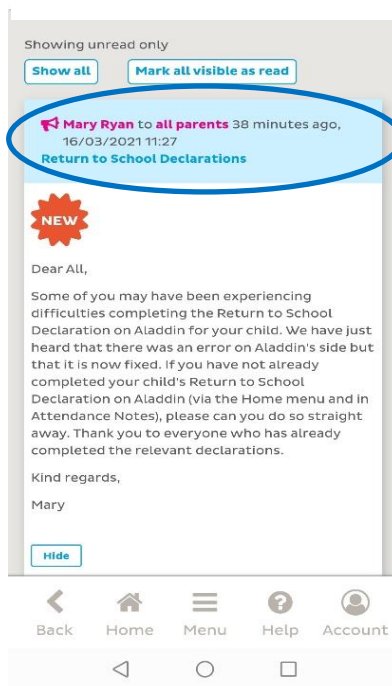 Showing unread only
Show all
Mark all visible as read
Mary Ryan to all parents 38 minutes ago,
16/03/2021 11:27
Return to School Declarations
NEW
Dear All,
Some of you may have been experiencing
difficulties completing the Return to School
Declaration on Aladdin for your child. We have just
heard that there was an error on Aladdin's side but
that it is now fixed. If you have not already
completed your child's Return to School
Declaration on Aladdin (via the Home menu and in
Attendance Notes), please can you do so straight
away. Thank you to everyone who has already
completed the relevant declarations.
Kind regards,
Mary
Hide
Back Home Menu Help Account